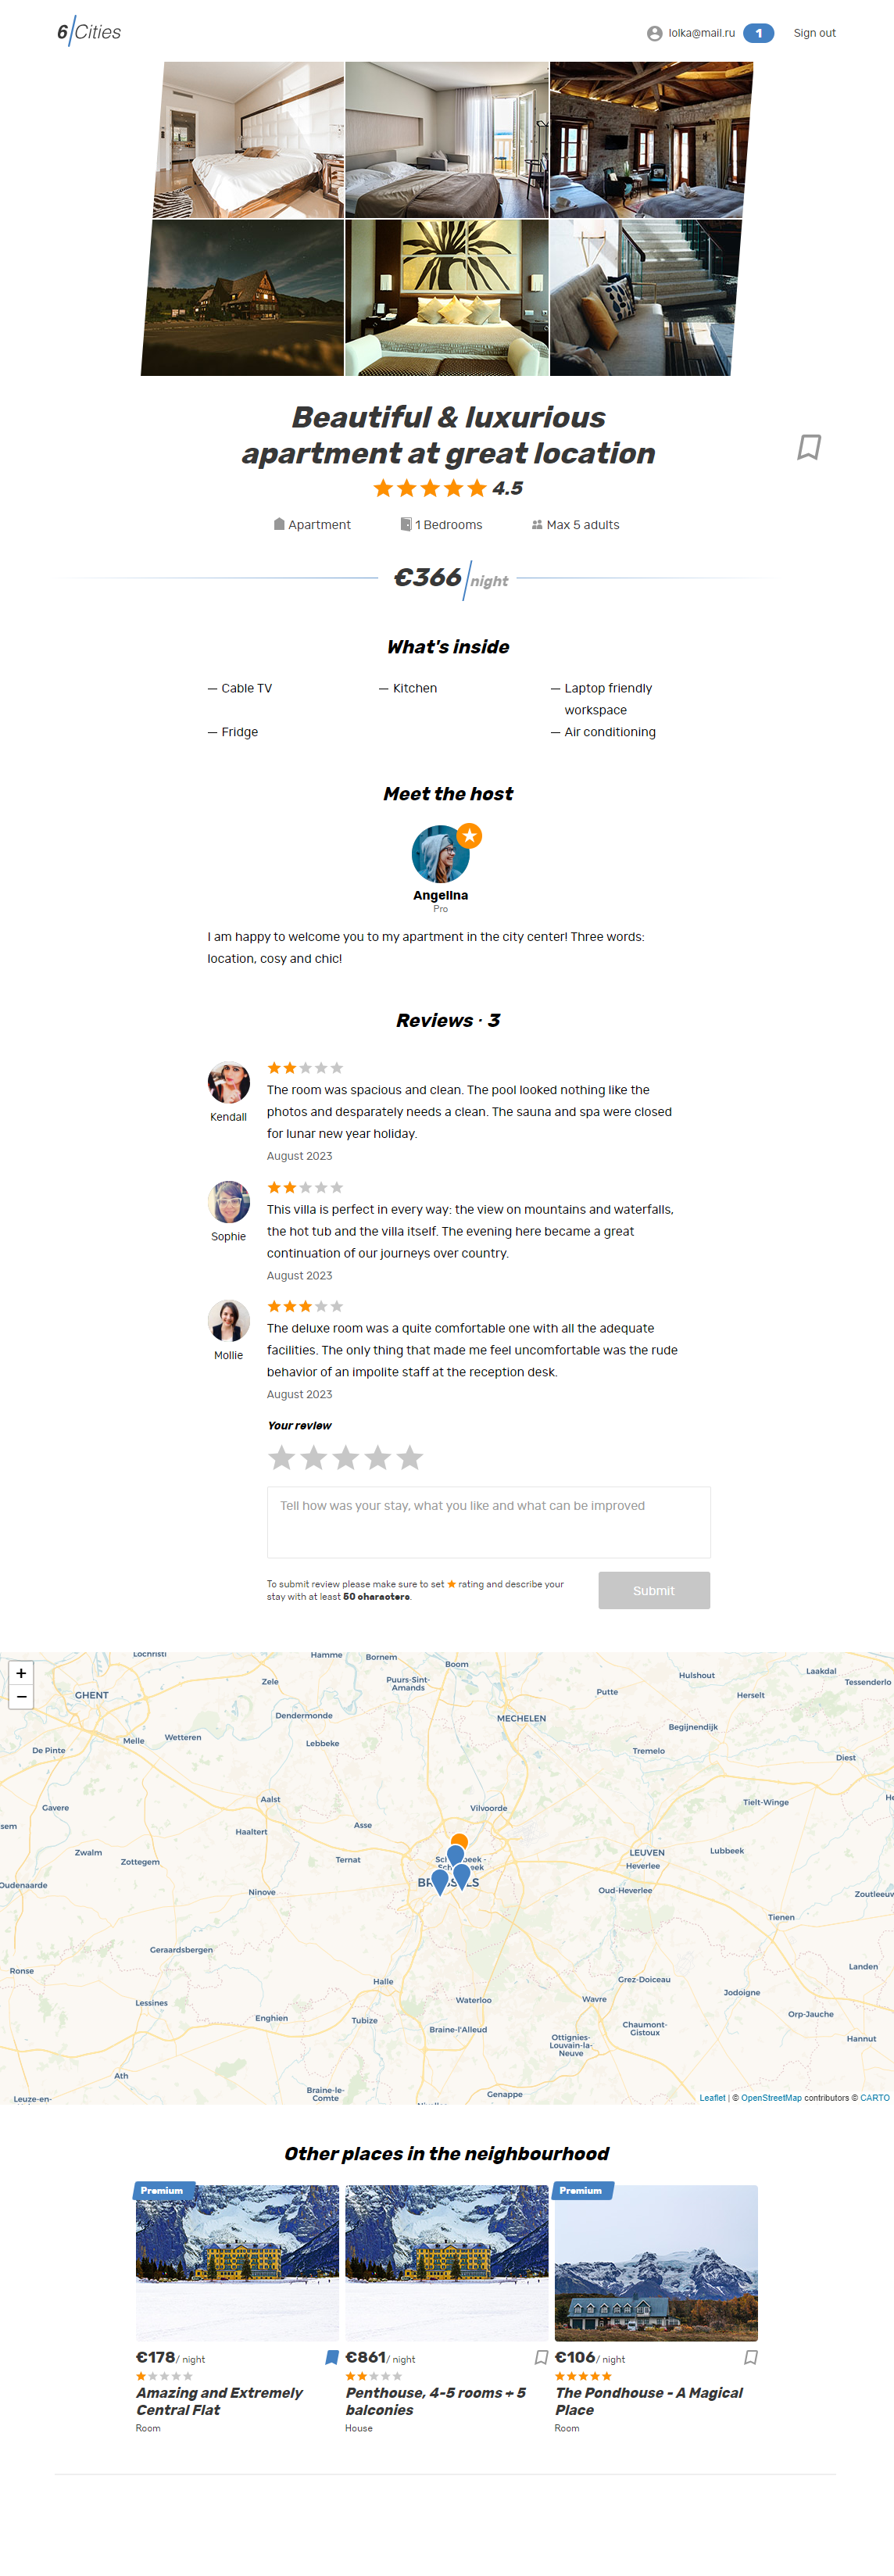 6 Cities
lolka@mail.ru 1 Sign out
Beautiful & luxurious
apartment at great location
4.5
Apartment 1 Bedrooms Max 5 adults
€366 night
What's inside
— Cable TV — Kitchen — Laptop friendly
workspace
— Fridge — Air conditioning
Meet the host
Angelina
Pro
I am happy to welcome you to my apartment in the city center! Three words:
location, cosy and chic!
Reviews · 3
The room was spacious and clean. The pool looked nothing like the
photos and desparately needs a clean. The sauna and spa were closed
for lunar new year holiday.
Kendall
August 2023
This villa is perfect in every way: the view on mountains and waterfalls,
the hot tub and the villa itself. The evening here became a great
continuation of our journeys over country.
Sophie
August 2023
The deluxe room was a quite comfortable one with all the adequate
facilities. The only thing that made me feel uncomfortable was the rude
behavior of an impolite staff at the reception desk.
Mollie
August 2023
Your review
Tell how was your stay, what you like and what can be improved
To submit review please make sure to set rating and describe your
stay with at least 50 characters.
Submit
+
−
Lochristi
Hamme
Bornem
Boom
Laakdal
Hulshout
Tessenderlo
Zele
Puurs-Sint-
Amands
GHENT
Putte
Herselt
Dendermonde
MECHELEN
Begijnendijk
Melle
Wetteren
Lebbeke
De Pinte
Tremelo
Diest
Aalst
Tielt-Winge
Gavere
Vilvoorde
Asse
Haaltert
Zwalm
LEUVEN
Lubbeek
Zottegem
Ternat
Heverlee
Oudenaarde
Ninove
Oud-Heverlee
Zoutleeuw
Tienen
Geraardsbergen
Ronse
Landen
Halle
Grez-Doiceau
Jodoigne
Lessines
Waterloo
Wavre
Orp-Jauche
Enghien
Tubize
Braine-l'Alleud
Chaumont-
Gistoux
Ottignies-
Louvain-la-
Neuve
Hannut
Ath
Braine-le-
Comte
Genappe
Leuze-en-
Leaflet | © OpenStreetMap contributors © CARTO
Other places in the neighbourhood
Premium
€178/ night
Amazing and Extremely
Central Flat
Room
€861/ night
Penthouse, 4-5 rooms + 5
balconies
House
Premium
€106/ night
The Pondhouse - A Magical
Place
Room